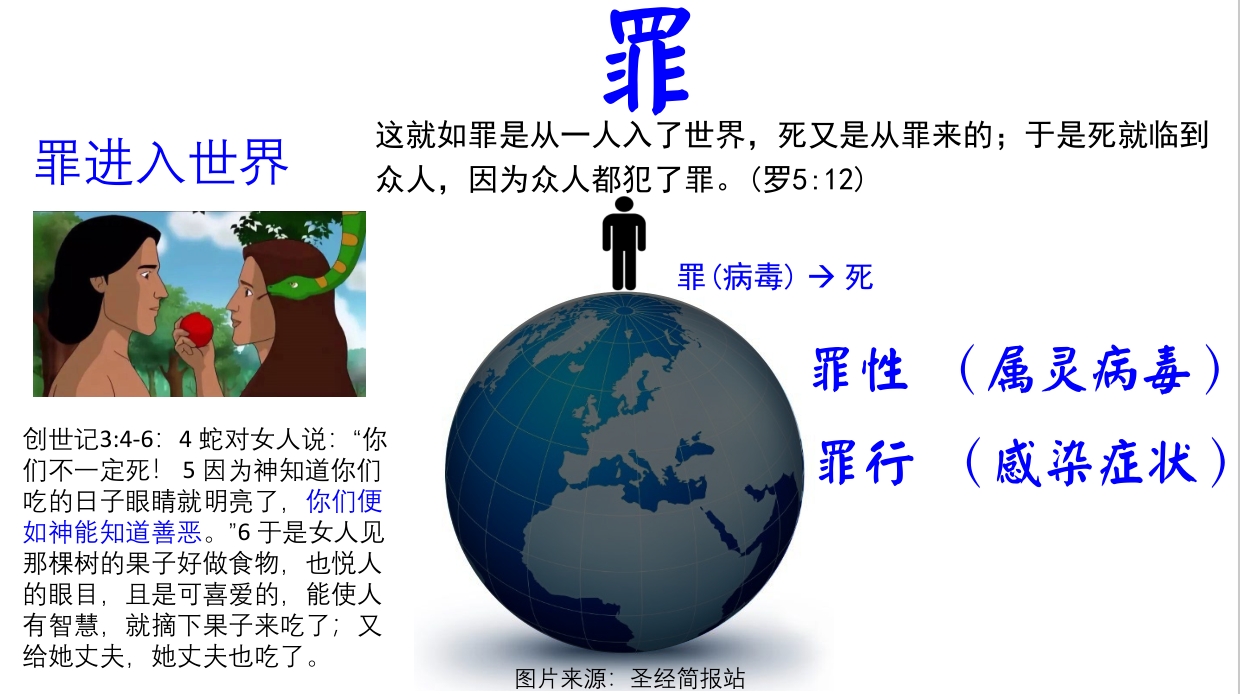 罪
罪进入世界
这就如罪是从一人入了世界，死又是从罪来的；于是死就临到
众人，因为众人都犯了罪。(罗5:12)
罪(病毒) → 死
罪性 （属灵病毒）
罪行 （感染症状）
创世记3:4-6：4 蛇对女人说：“你
们不一定死！ 5 因为神知道你们
吃的日子眼睛就明亮了，你们便
如神能知道善恶。”6 于是女人见
那棵树的果子好做食物，也悦人
的眼目，且是可喜爱的，能使人
有智慧，就摘下果子来吃了；又
给她丈夫，她丈夫也吃了。
图片来源：圣经简报站